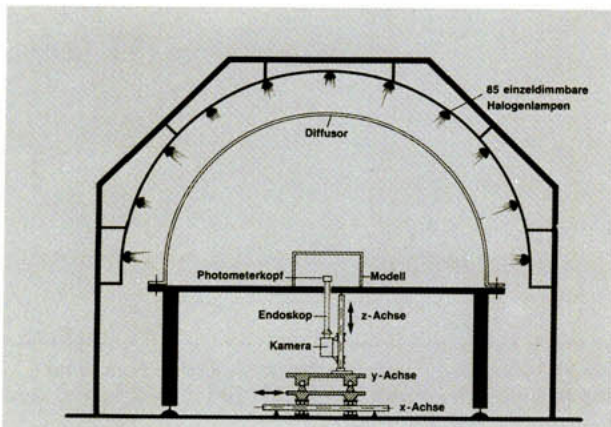 85 einzeldimmbare
Halogenlampen
Diffusor
Photometerkopf
Modell
Endoskop
z-Achse
Kamera
y-Achse
x-Achse